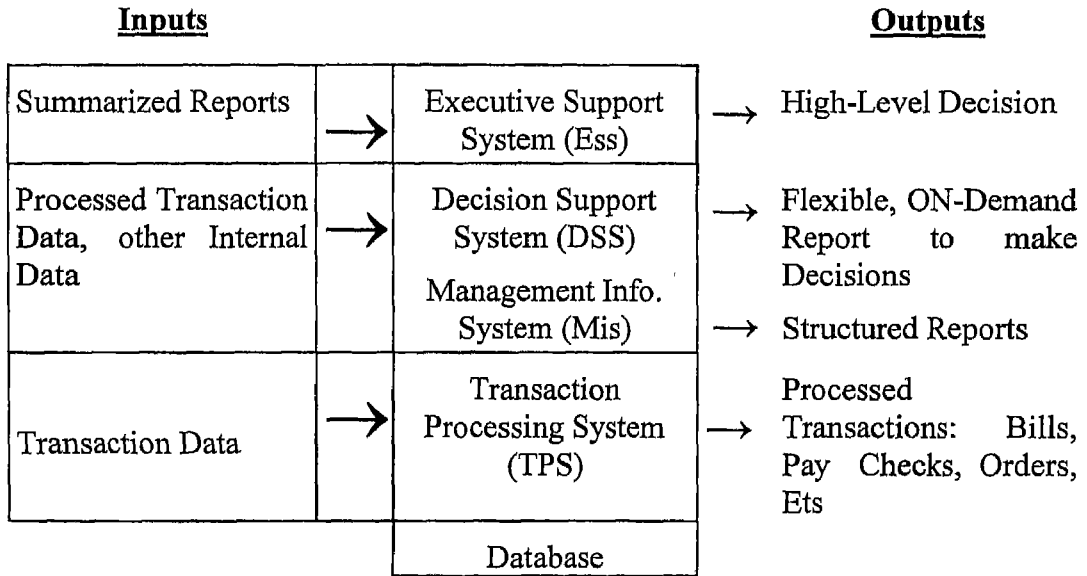 Inputs
Outputs
Summarized Reports
→
Executive Support
System (Ess)
→ High-Level Decision
Processed Transaction
Data, other Internal
Data
→
Decision Support
System (DSS)
→ Flexible, ON-Demand
Report to make
Decisions
Management Info.
System (Mis)
→ Structured Reports
Transaction Data
→
Transaction
Processing System
(TPS)
→ Processed
Transactions: Bills,
Pay Checks, Orders,
Ets
Database